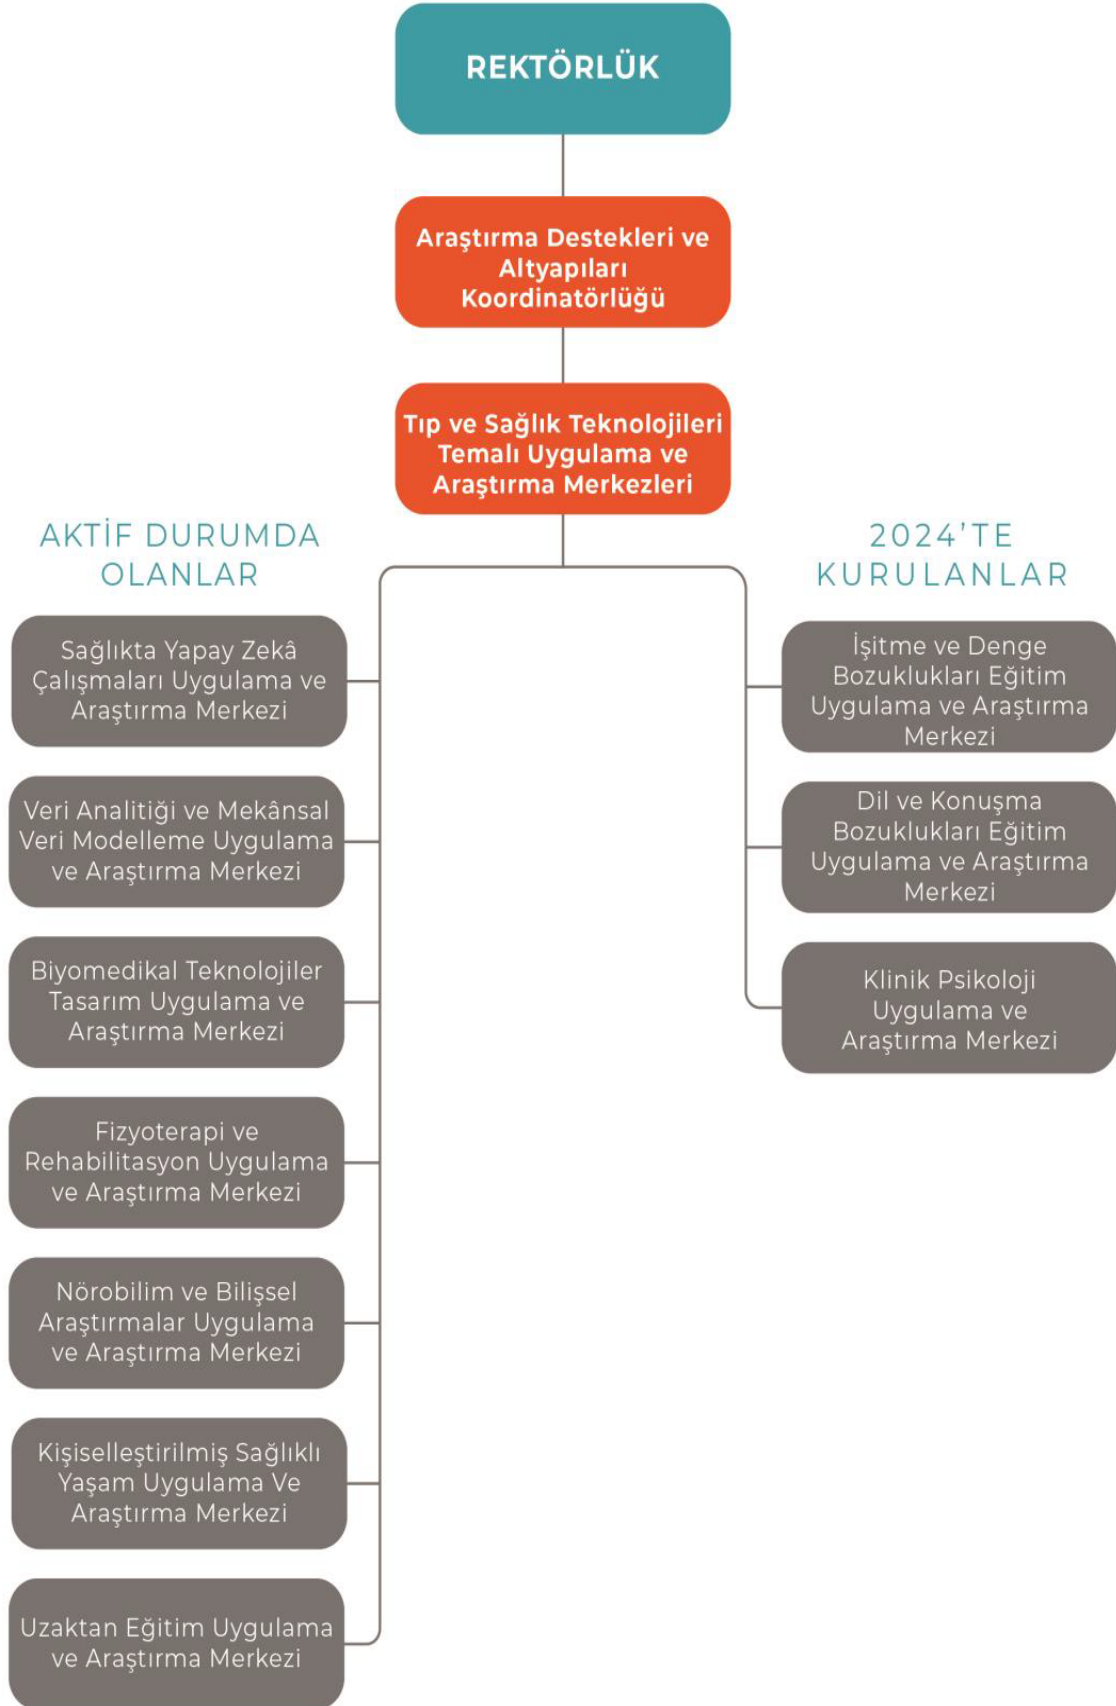 REKTÖRLÜK
Araştırma Destekleri ve
Altyapıları
Koordinatörlüğü
Tıp ve Sağlık Teknolojileri
Temalı Uygulama ve
Araştırma Merkezleri
AKTİF DURUMDA
OLANLAR
Sağlıkta Yapay Zekâ
Çalışmaları Uygulama ve
Araştırma Merkezi
Veri Analitiği ve Mekânsal
Veri Modelleme Uygulama
ve Araştırma Merkezi
Biyomedikal Teknolojiler
Tasarım Uygulama ve
Araştırma Merkezi
Fizyoterapi ve
Rehabilitasyon Uygulama
ve Araştırma Merkezi
Nörobilim ve Bilişsel
Araştırmalar Uygulama
ve Araştırma Merkezi
Kişiselleştirilmiş Sağlıklı
Yaşam Uygulama Ve
Araştırma Merkezi
Uzaktan Eğitim Uygulama
ve Araştırma Merkezi
2024'TE
KURULANLAR
İşitme ve Denge
Bozuklukları Eğitim
Uygulama ve Araştırma
Merkezi
Dil ve Konuşma
Bozuklukları Eğitim
Uygulama ve Araştırma
Merkezi
Klinik Psikoloji
Uygulama ve
Araştırma Merkezi